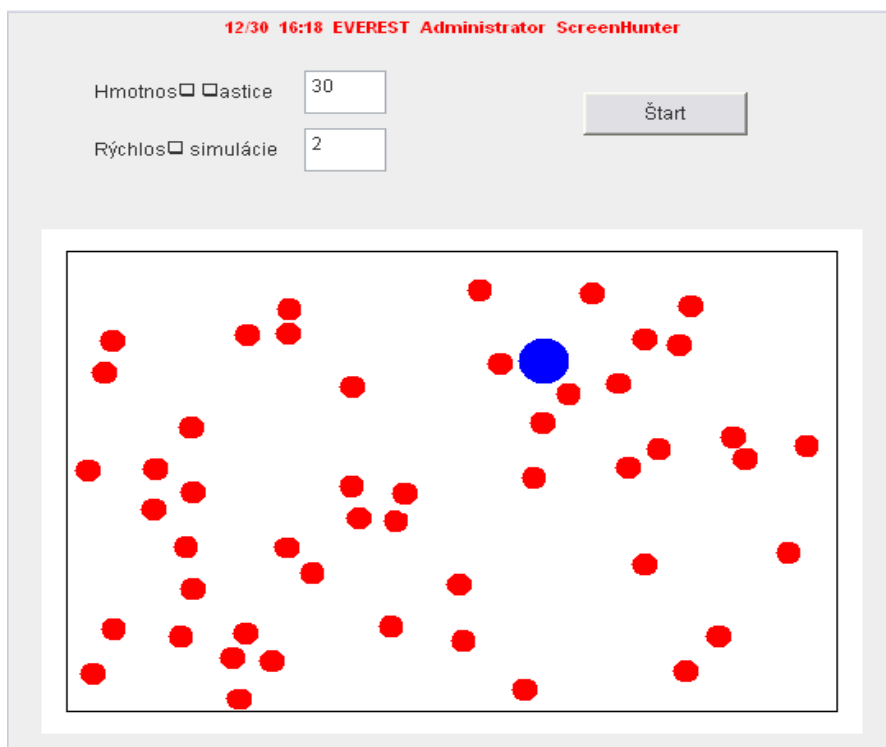 12/30 16:18 EVEREST Administrator ScreenHunter
Hmotnos□ □astice 30
Štart
Rýchlos□ simulácie 2